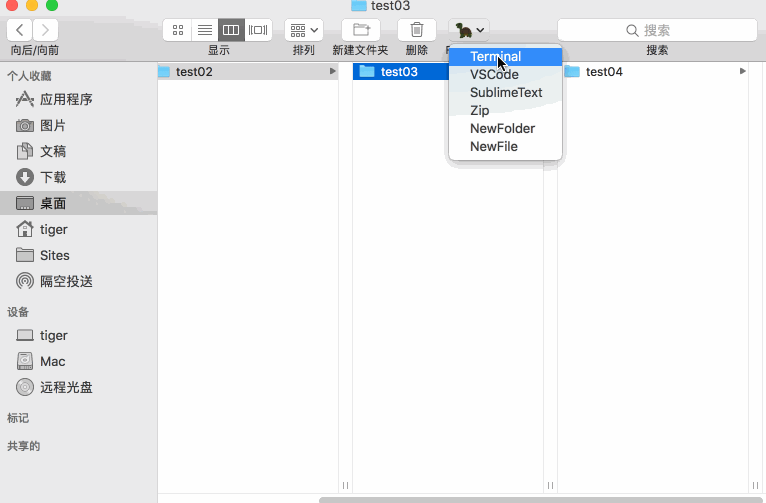 test03
搜索
向后/向前
显示
排列
新建文件夹
删除
搜索
Terminal
VSCode
SublimeText
Zip
NewFolder
NewFile
test02
test03
test04
个人收藏
应用程序
图片
文稿
下载
桌面
tiger
Sites
隔空投送
设备
tiger
Mac
远程光盘
标记
共享的